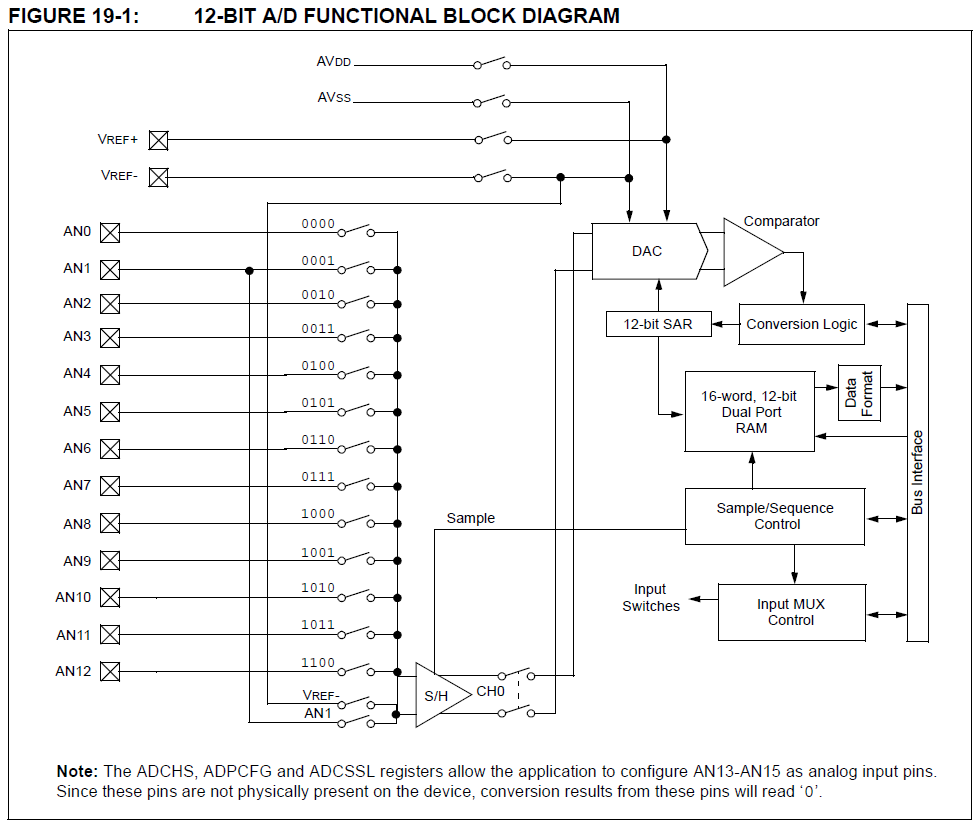 FIGURE 19-1: 12-BIT A/D FUNCTIONAL BLOCK DIAGRAM
AVDD
AVSS
VREF+
VREF-
AN0 0000
AN1 0001
AN2 0010
AN3 0011
AN4 0100
AN5 0101
AN6 0110
AN7 0111
AN8 1000
AN9 1001
AN10 1010
AN11 1011
AN12 1100
VREF-
AN1
S/H
CH0
Sample
DAC
Comparator
12-bit SAR
Conversion Logic
16-word, 12-bit
Dual Port
RAM
Data
Format
Bus Interface
Sample/Sequence
Control
Input
Switches
Input MUX
Control
Note: The ADCHS, ADPCFG and ADCSSL registers allow the application to configure AN13-AN15 as analog input pins.
Since these pins are not physically present on the device, conversion results from these pins will read ‘0’.